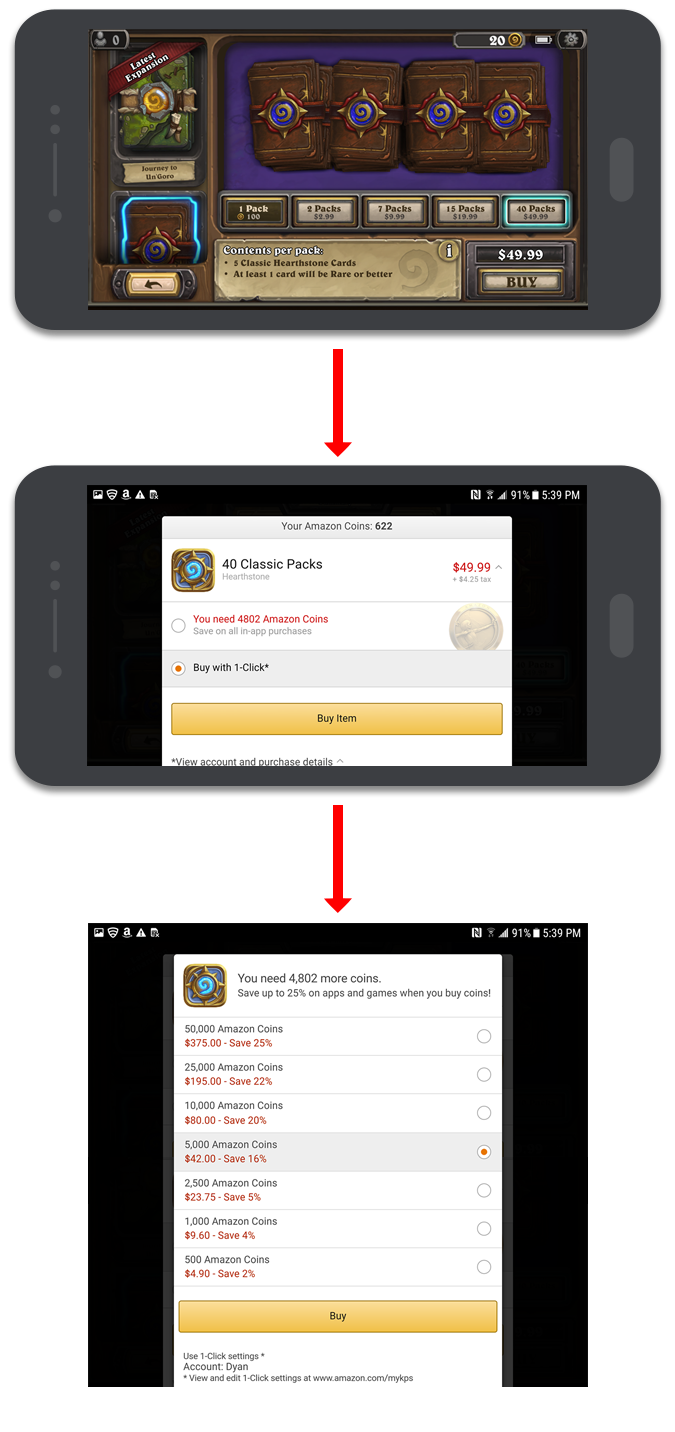 0
20
Latest
Expansion
Journey to
Un'Goro
1 Pack
100
2 Packs
$2.99
7 Packs
$9.99
15 Packs
$19.99
40 Packs
$49.99
Contents per pack:
• 5 Classic Hearthstone Cards
• At least 1 card will be Rare or better
i
$49.99
BUY
91% 5:39 PM
Your Amazon Coins: 622
40 Classic Packs
Hearthstone
$49.99
+ $4.25 tax
You need 4802 Amazon Coins
Save on all in-app purchases
Buy with 1-Click*
Buy Item
*View account and purchase details
91% 5:39 PM
You need 4,802 more coins.
Save up to 25% on apps and games when you buy coins!
50,000 Amazon Coins
$375.00 - Save 25%
25,000 Amazon Coins
$195.00 - Save 22%
10,000 Amazon Coins
$80.00 - Save 20%
5,000 Amazon Coins
$42.00 - Save 16%
2,500 Amazon Coins
$23.75 - Save 5%
1,000 Amazon Coins
$9.60 - Save 4%
500 Amazon Coins
$4.90 - Save 2%
Buy
Use 1-Click settings *
Account: Dyan
* View and edit 1-Click settings at www.amazon.com/mykps